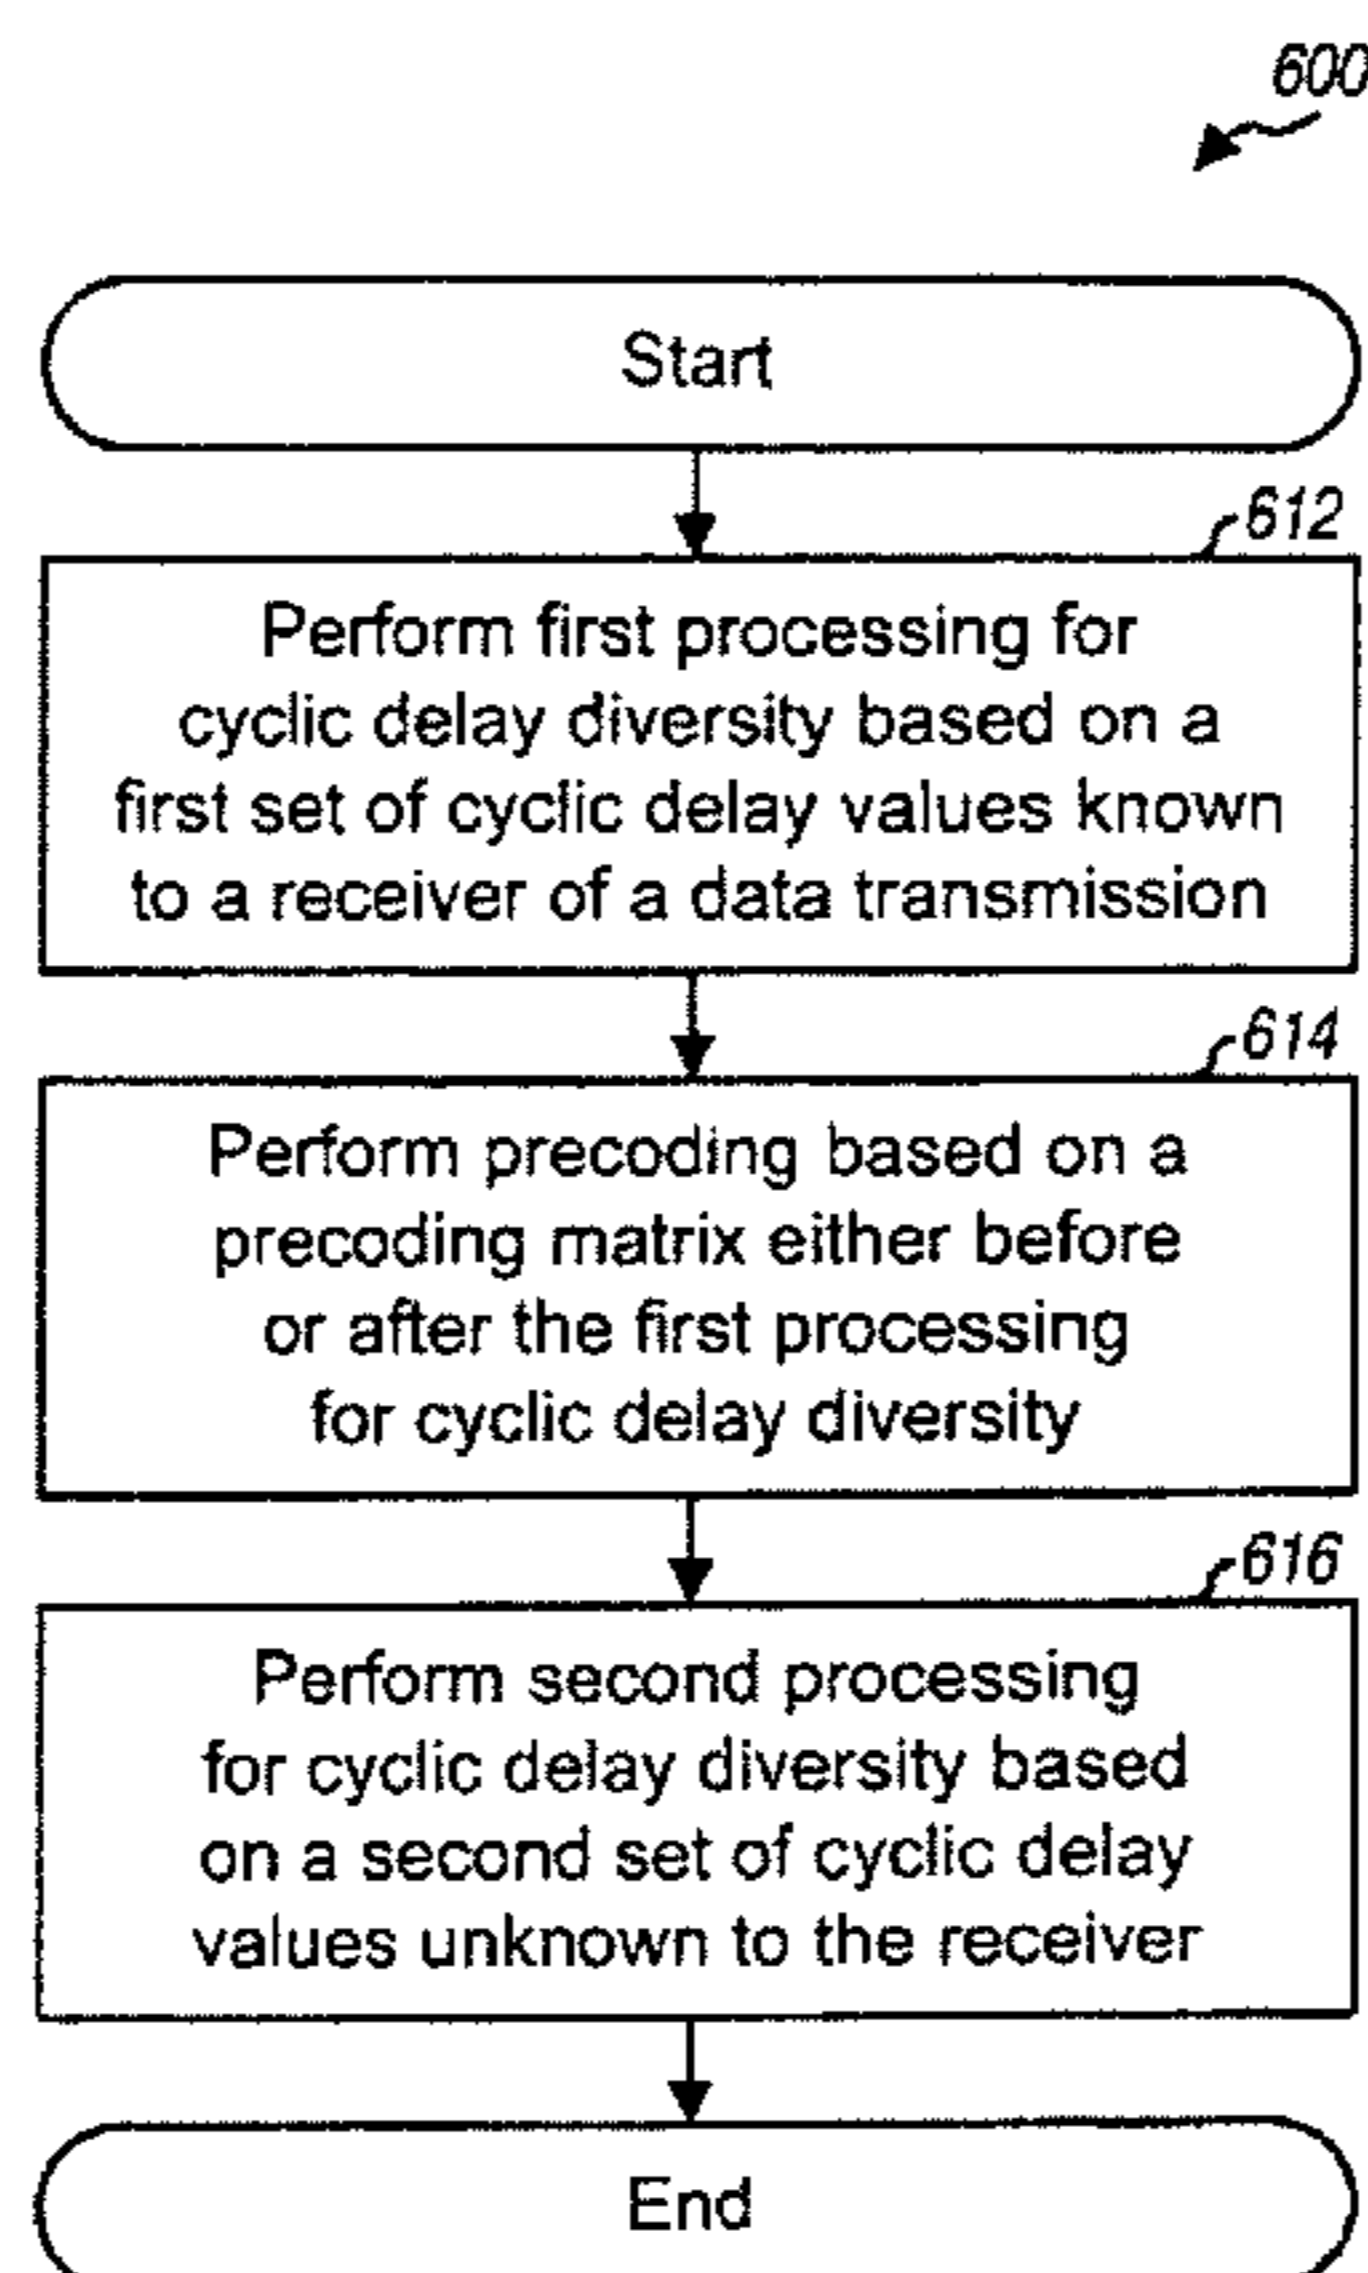 600
Start
612
Perform first processing for
cyclic delay diversity based on a
first set of cyclic delay values known
to a receiver of a data transmission
614
Perform precoding based on a
precoding matrix either before
or after the first processing
for cyclic delay diversity
616
Perform second processing
for cyclic delay diversity based
on a second set of cyclic delay
values unknown to the receiver
End